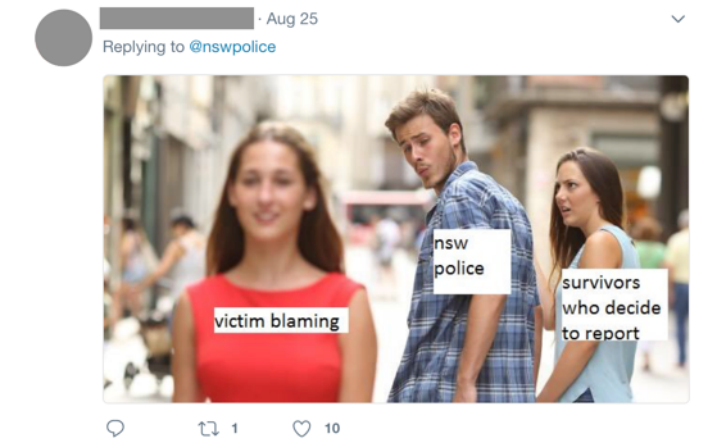 · Aug 25
Replying to @nswpolice
nsw
police
survivors
who decide
to report
victim blaming
1
10